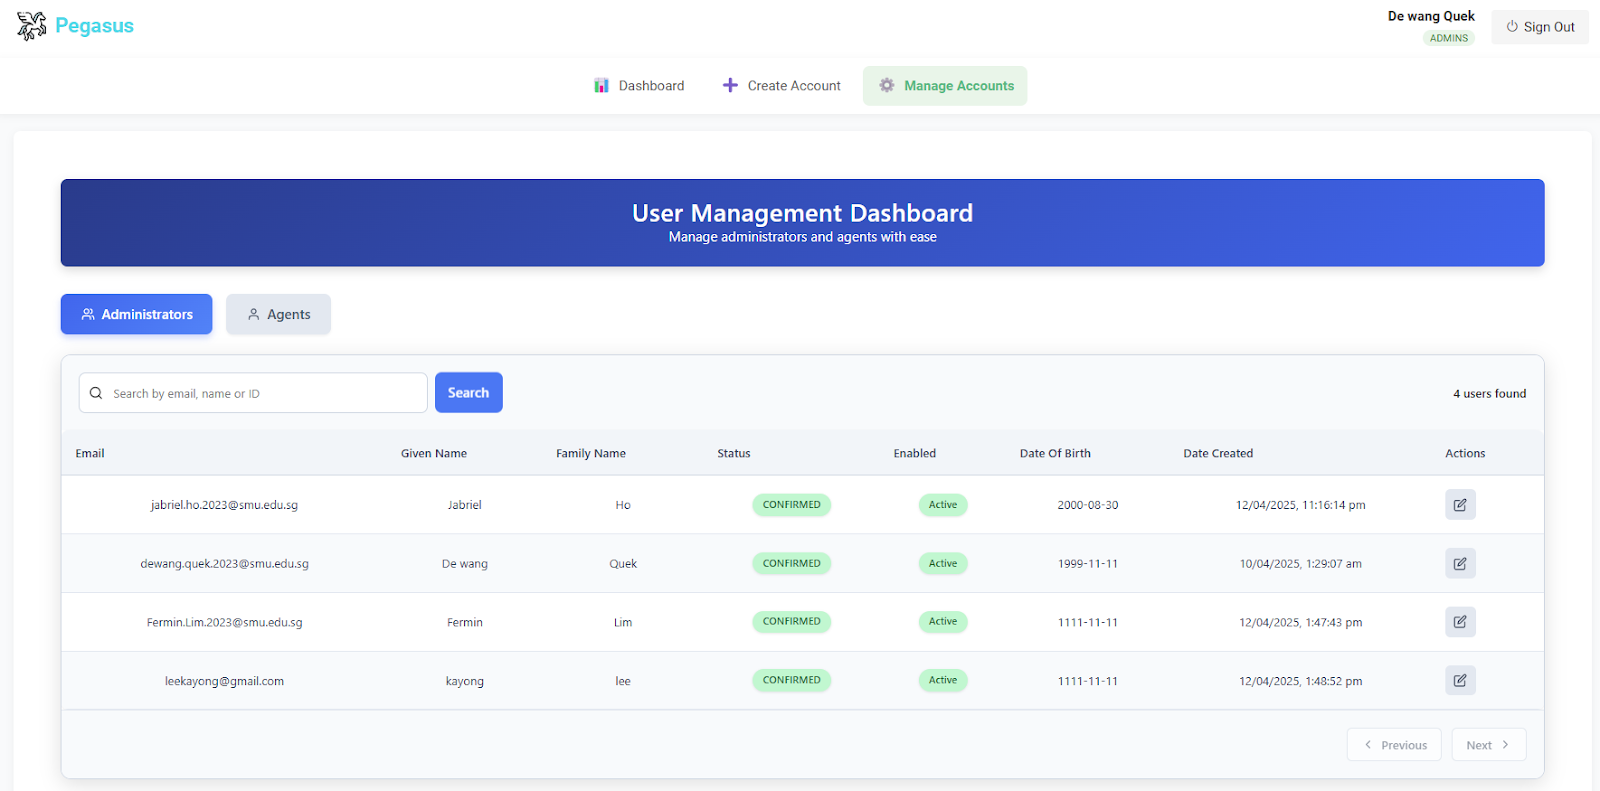 Pegasus
De wang Quek
ADMINS
Sign Out
Dashboard
Create Account
Manage Accounts
User Management Dashboard
Manage administrators and agents with ease
Administrators
Agents
Search by email, name or ID
Search
4 users found
Email Given Name Family Name Status Enabled Date Of Birth Date Created Actions
jabriel.ho.2023@smu.edu.sg Jabriel Ho CONFIRMED Active 2000-08-30 12/04/2025, 11:16:14 pm
dewang.quek.2023@smu.edu.sg De wang Quek CONFIRMED Active 1999-11-11 10/04/2025, 1:29:07 am
Fermin.Lim.2023@smu.edu.sg Fermin Lim CONFIRMED Active 1111-11-11 12/04/2025, 1:47:43 pm
leekayong@gmail.com kayong lee CONFIRMED Active 1111-11-11 12/04/2025, 1:48:52 pm
Previous
Next